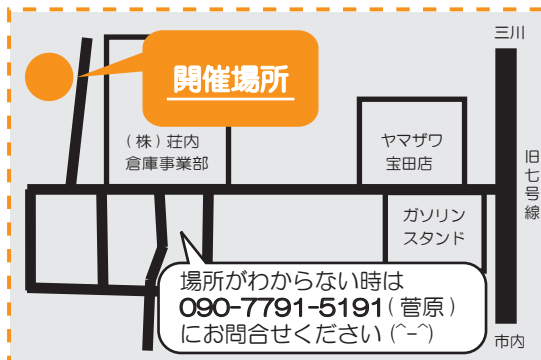 開催場所
三川
(株)荘内
倉庫事業部
ヤマザワ
宝田店
旧七号線
ガソリン
スタンド
場所がわからない時は
090-7791-5191(菅原)
にお問合せください(^-^)
市内